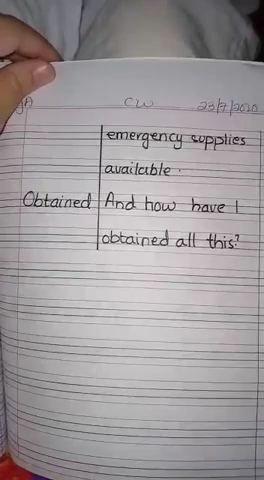 CW 23/7/2020
emergency supplies
available.
Obtained And how have I
obtained all this?